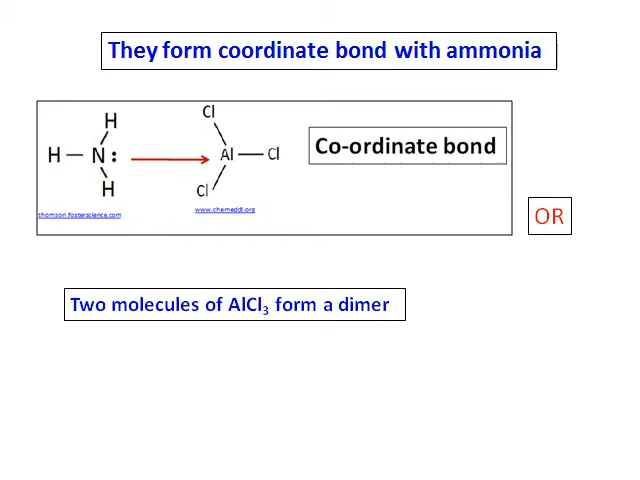 They form coordinate bond with ammonia
H
Cl
H — N :
Al — Cl
Co-ordinate bond
H
Cl
thomson.fosterscience.com
www.chemeddl.org
OR
Two molecules of AlCl₃ form a dimer